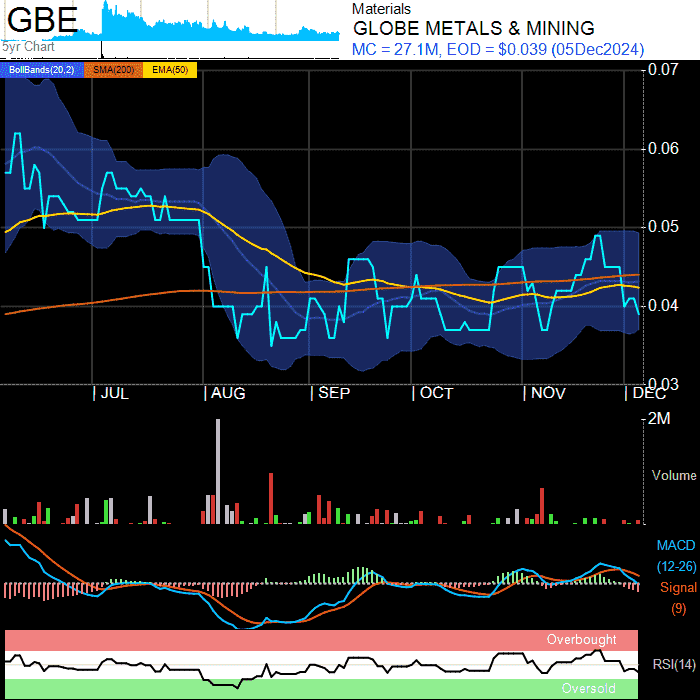 GBE
5yr Chart
Materials
GLOBE METALS & MINING
MC = 27.1M, EOD = $0.039 (05Dec2024)
BollBands(20,2) SMA(200) EMA(50)
0.07
0.06
0.05
0.04
0.03
JUL AUG SEP OCT NOV DEC
2M
Volume
MACD
(12-26)
Signal
(9)
Overbought
RSI(14)
Oversold